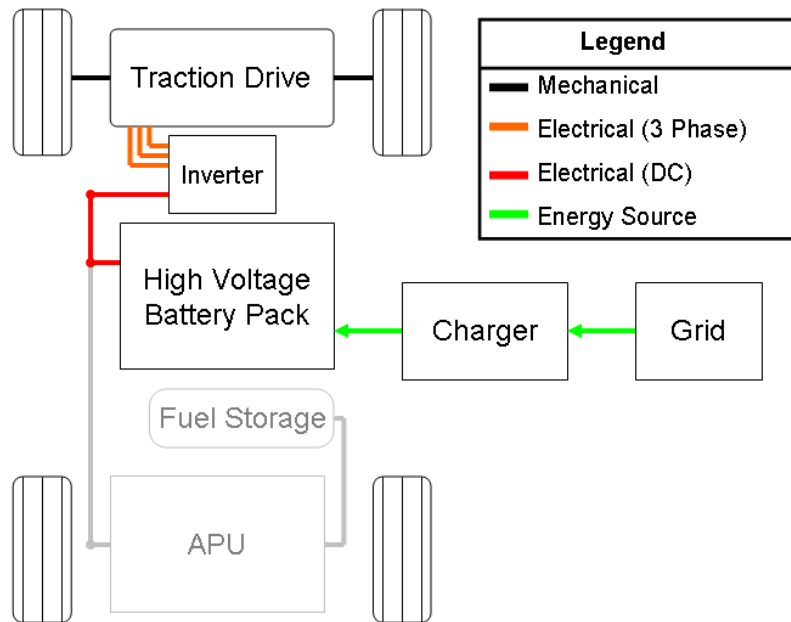 Traction Drive
Inverter
High Voltage
Battery Pack
Charger
Grid
Fuel Storage
APU
Legend
Mechanical
Electrical (3 Phase)
Electrical (DC)
Energy Source